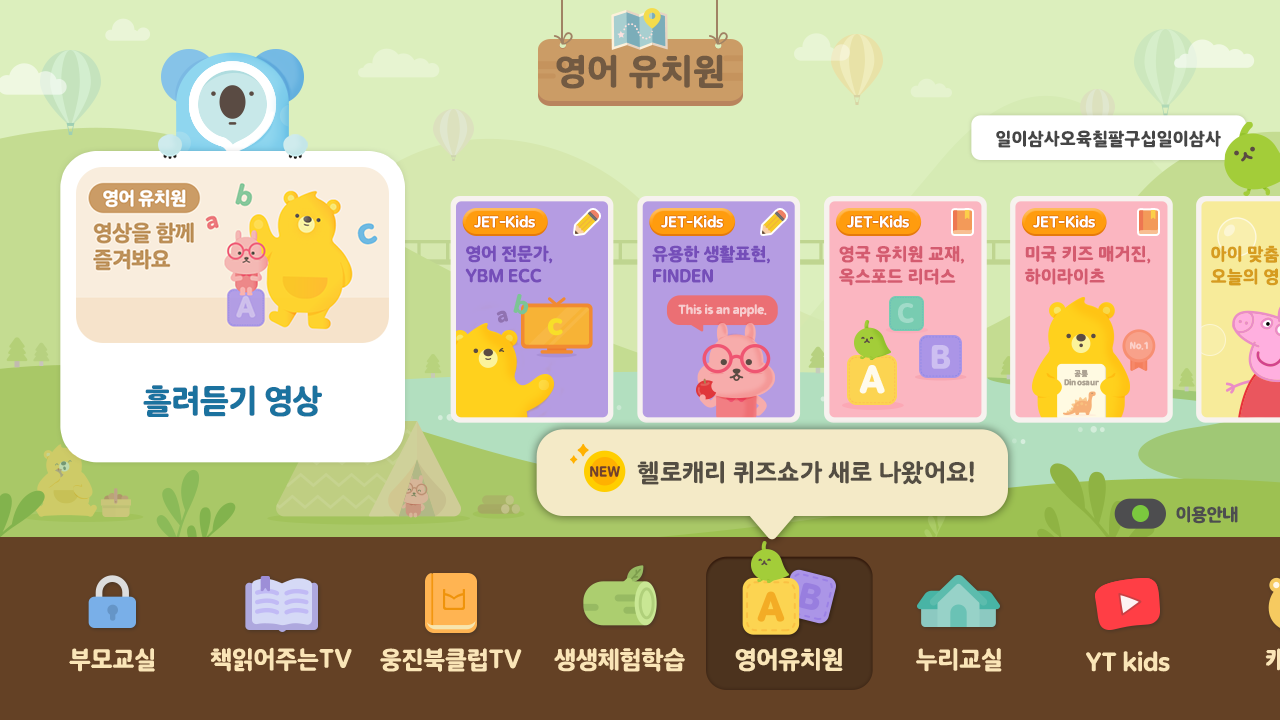 영어 유치원
일이삼사오육칠팔구십일이삼사
영어 유치원
영상을 함께
즐겨봐요
a
b
c
A
흘려듣기 영상
JET-Kids
영어 전문가,
YBM ECC
a
b
c
JET-Kids
유용한 생활표현,
FINDEN
This is an apple.
JET-Kids
영국 유치원 교재,
옥스포드 리더스
C
B
A
JET-Kids
미국 키즈 매거진,
하이라이츠
No.1
공룡
Dinosaur
아이 맞춤
오늘의 영
NEW 헬로캐리 퀴즈쇼가 새로 나왔어요!
이용안내
A
B
부모교실
책읽어주는TV
웅진북클럽TV
생생체험학습
영어유치원
누리교실
YT kids